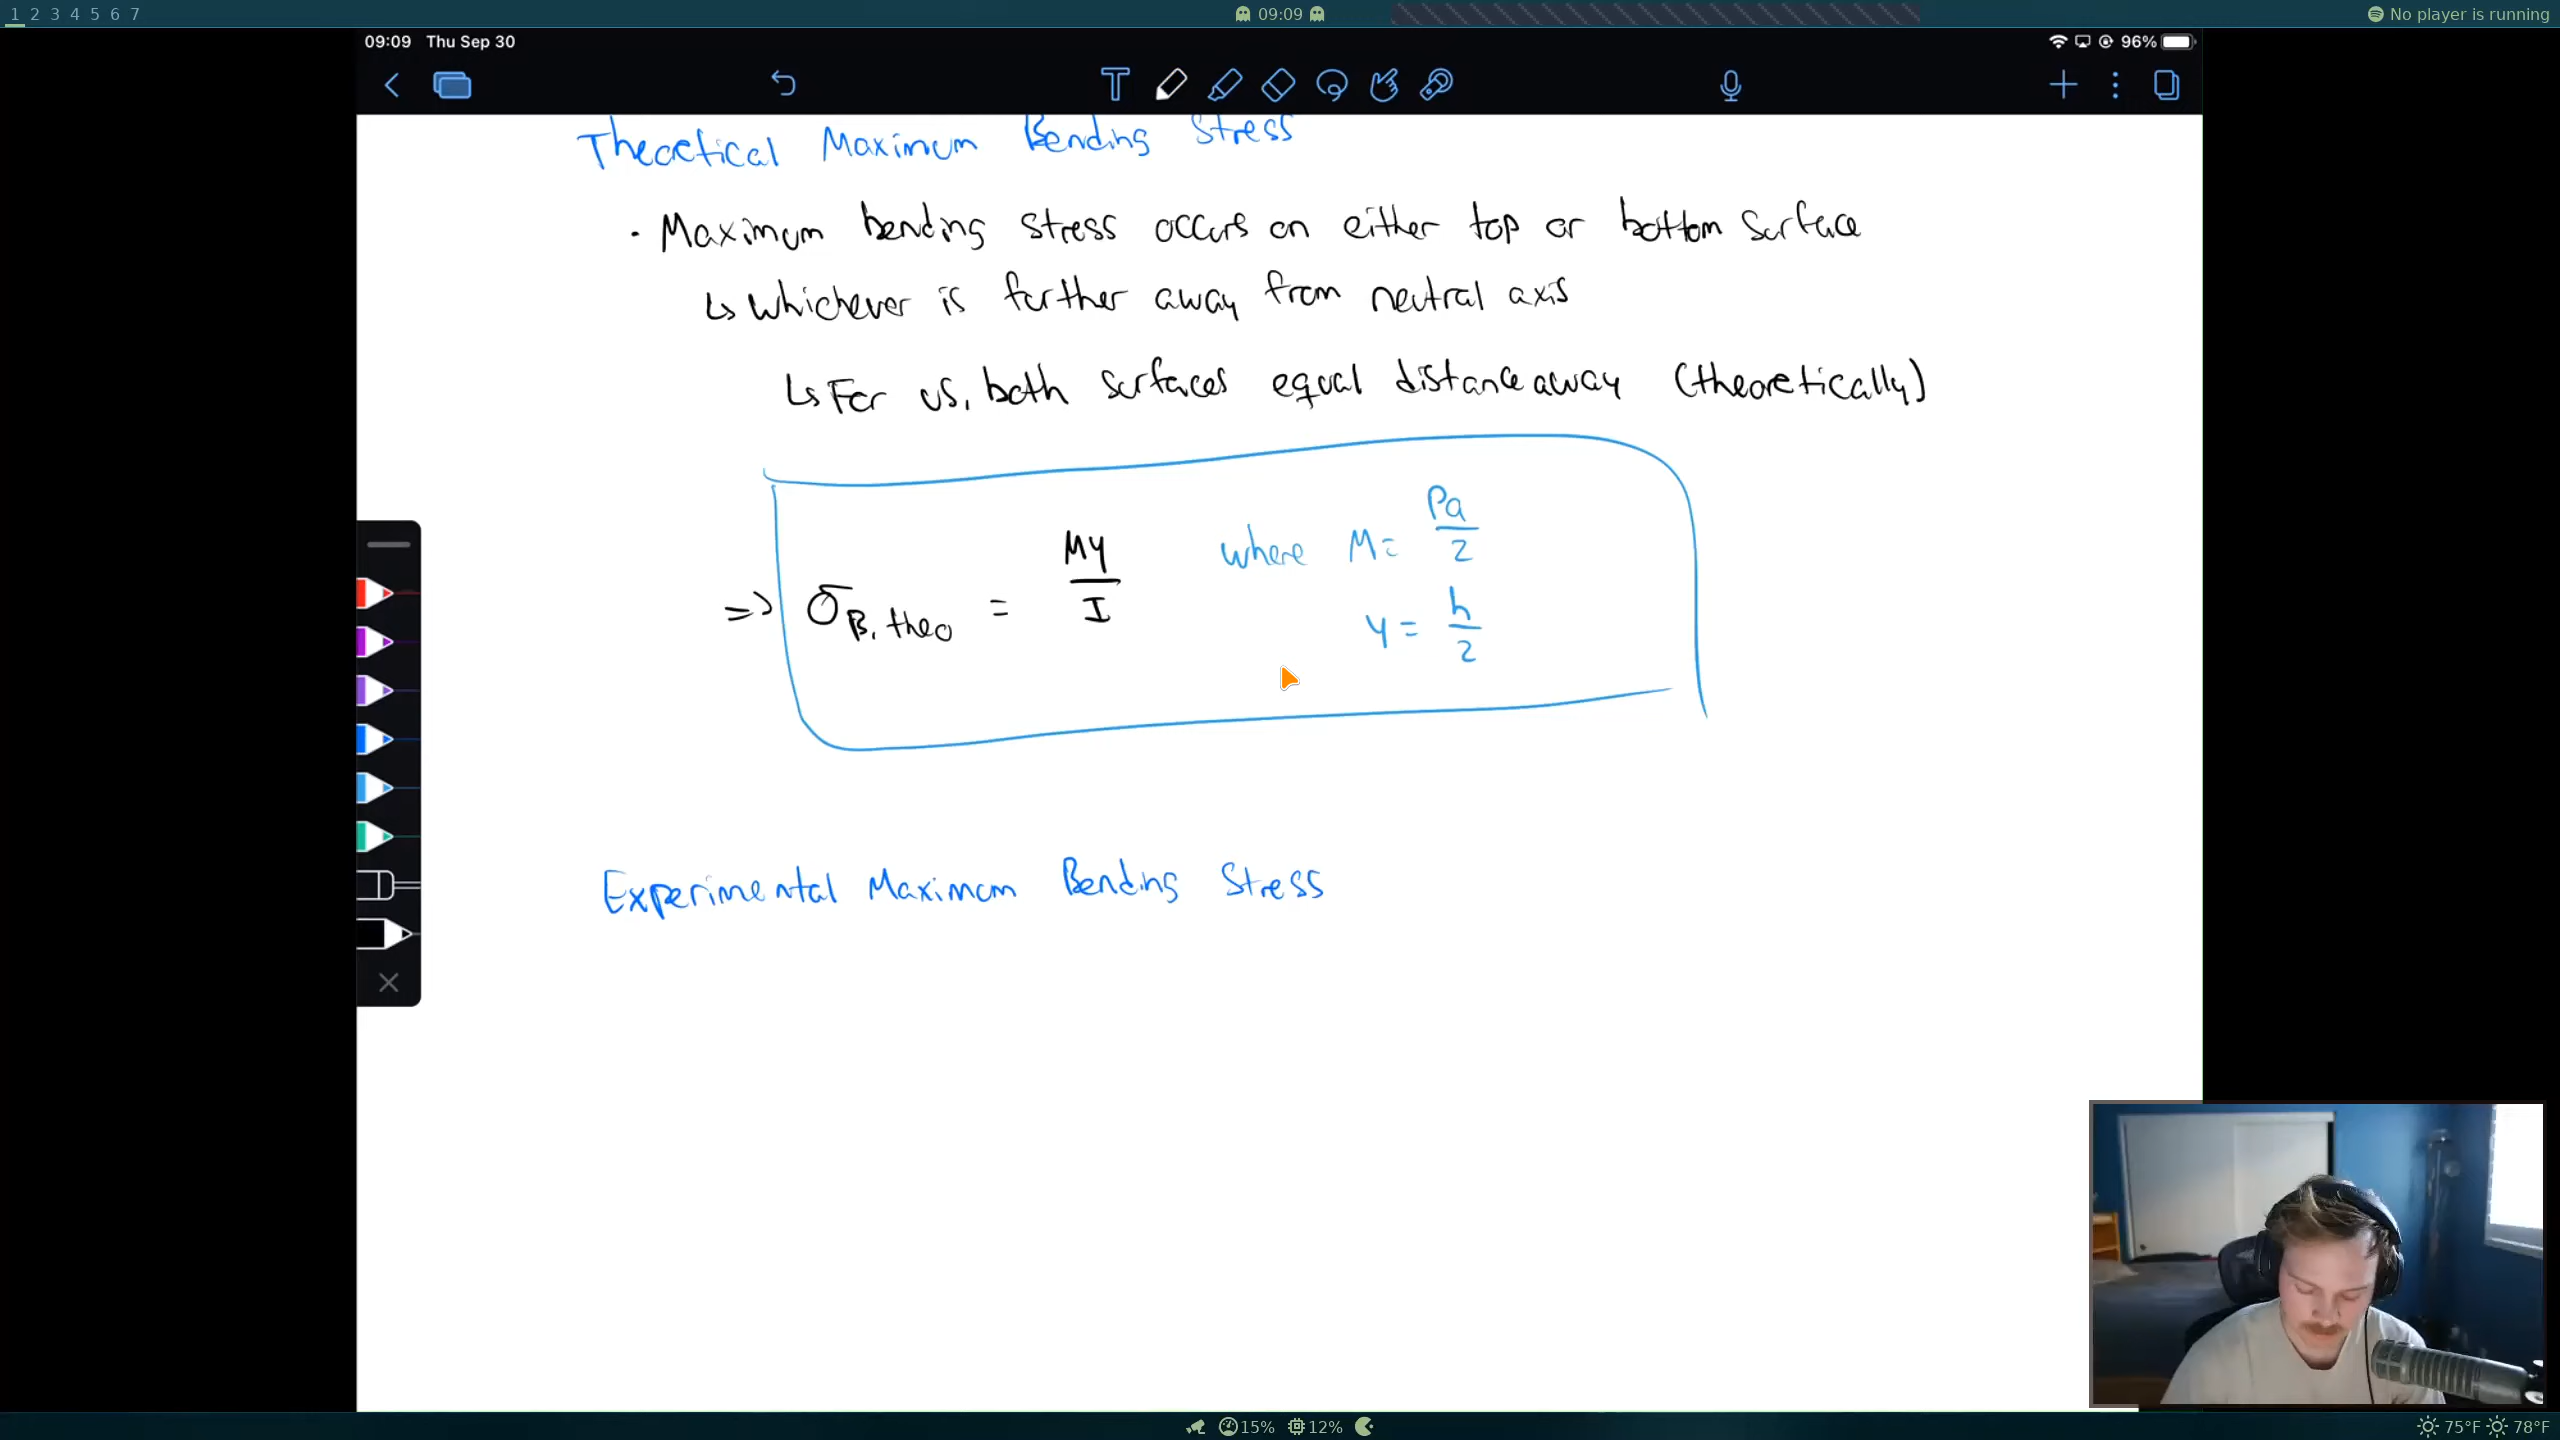 1 2 3 4 5 6 7
09:09
No player is running
09:09 Thu Sep 30
96%
Theoretical Maximum Bending Stress
• Maximum bending stress occurs on either top or bottom surface
↳ whichever is further away from neutral axis
↳ For us, both surfaces equal distance away (theoretically)
=> σB, theo = My/I where M = Pa/2
y = h/2
Experimental Maximum Bending Stress
15% 12%
75°F 78°F